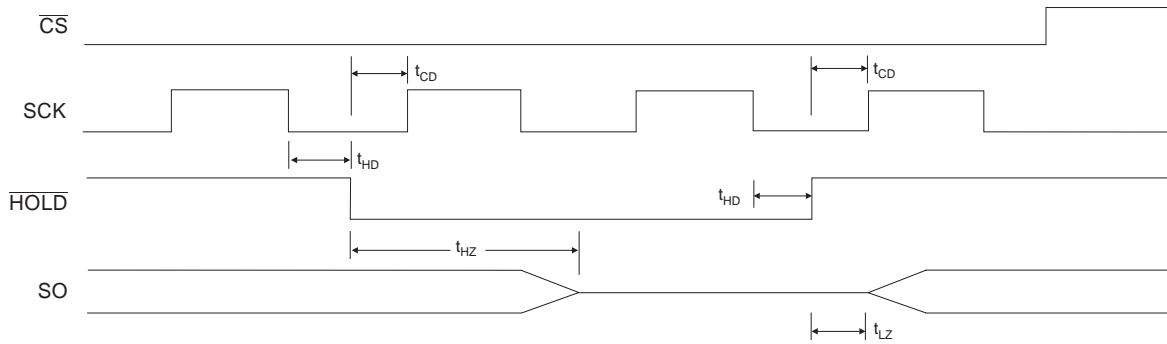 CS
t_CD
t_CD
SCK
t_HD
HOLD
t_HD
t_HZ
SO
t_LZ